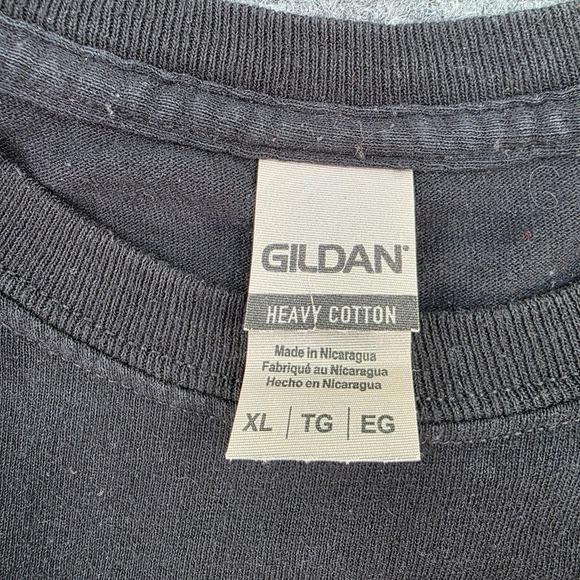 GILDAN®
HEAVY COTTON
Made in Nicaragua
Fabriqué au Nicaragua
Hecho en Nicaragua
XL | TG | EG